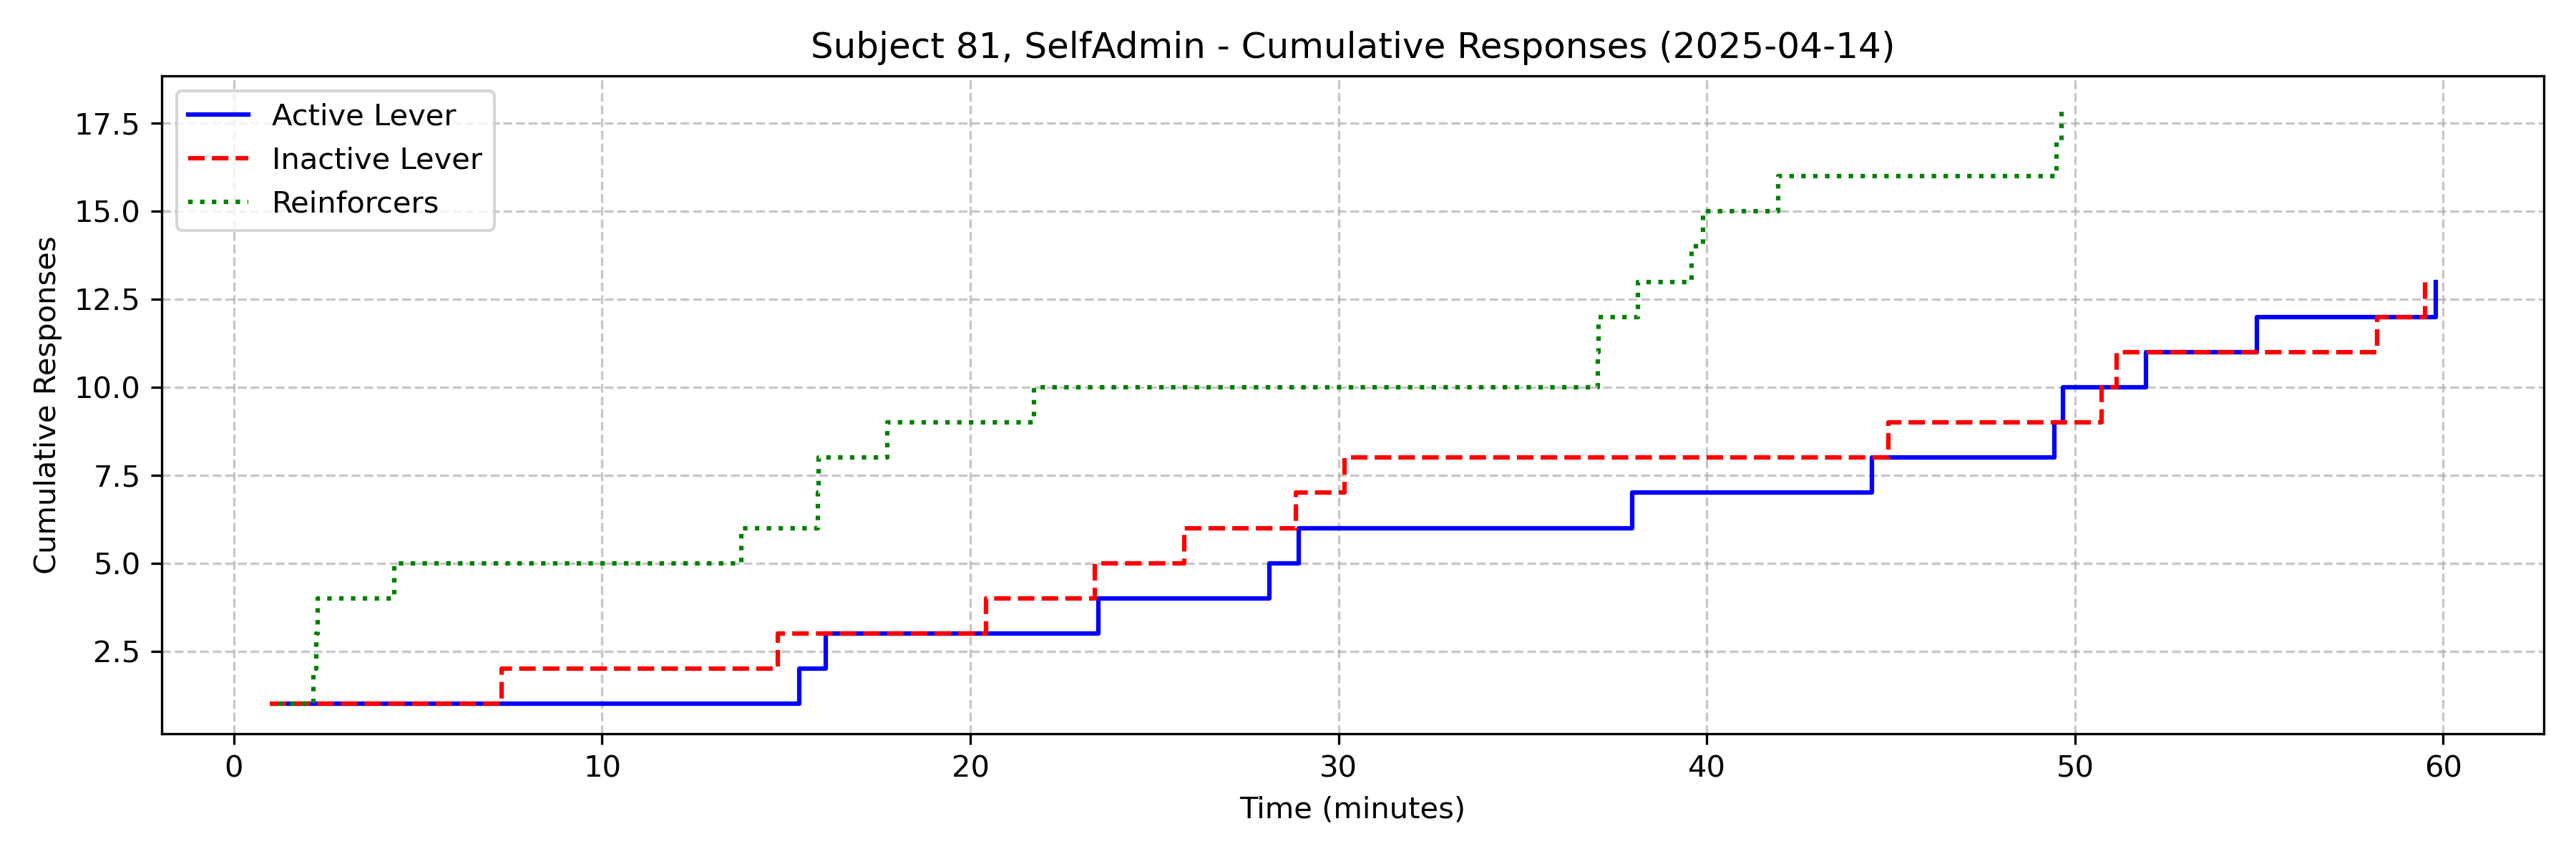 Subject 81, SelfAdmin - Cumulative Responses (2025-04-14)
Active Lever
Inactive Lever
Reinforcers
Cumulative Responses
17.5
15.0
12.5
10.0
7.5
5.0
2.5
0 10 20 30 40 50 60
Time (minutes)